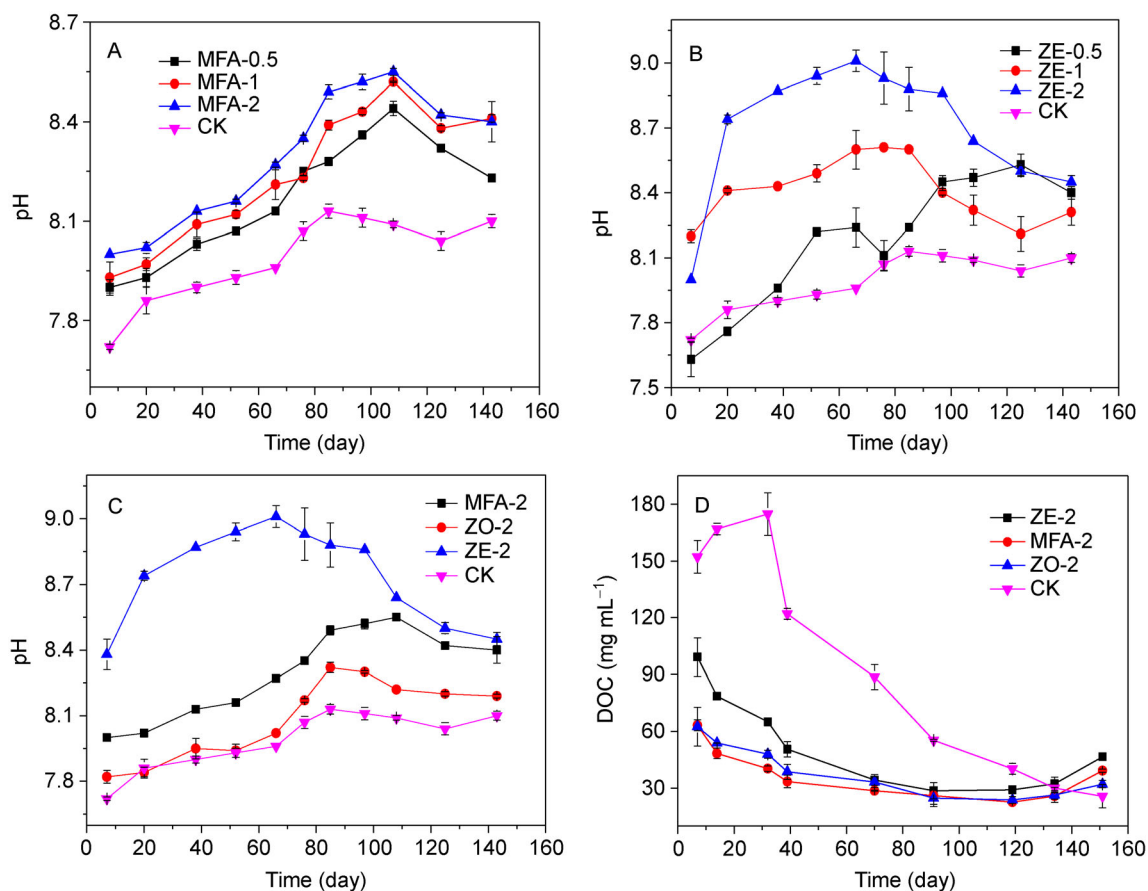 A
MFA-0.5
MFA-1
MFA-2
CK
8.7
8.4
8.1
7.8
pH
0 20 40 60 80 100 120 140 160
Time (day)
B
ZE-0.5
ZE-1
ZE-2
CK
9.0
8.7
8.4
8.1
7.8
7.5
pH
0 20 40 60 80 100 120 140 160
Time (day)
C
MFA-2
ZO-2
ZE-2
CK
9.0
8.7
8.4
8.1
7.8
pH
0 20 40 60 80 100 120 140 160
Time (day)
D
ZE-2
MFA-2
ZO-2
CK
180
150
120
90
60
30
DOC (mg mL⁻¹)
0 20 40 60 80 100 120 140 160
Time (day)